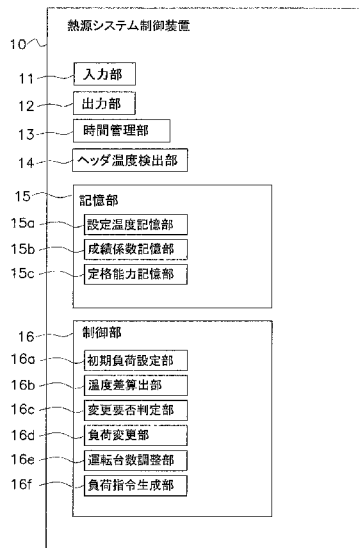 熱源システム制御装置
10
11 入力部
12 出力部
13 時間管理部
14 ヘッダ温度検出部
15 記憶部
15a 設定温度記憶部
15b 成績係数記憶部
15c 定格能力記憶部
16 制御部
16a 初期負荷設定部
16b 温度差算出部
16c 変更要否判定部
16d 負荷変更部
16e 運転台数調整部
16f 負荷指令生成部